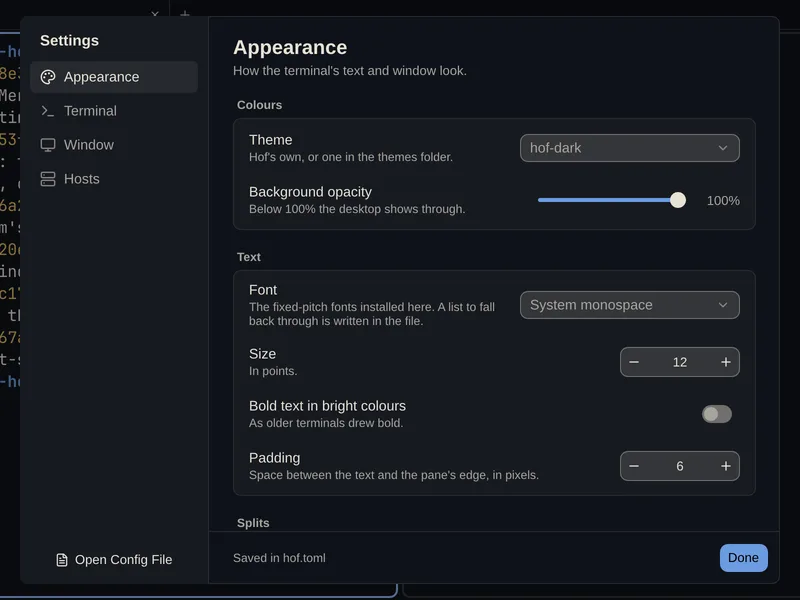 Settings
Appearance
Terminal
Window
Hosts
Open Config File
Appearance
How the terminal's text and window look.
Colours
Theme
Hof's own, or one in the themes folder.
hof-dark
Background opacity
Below 100% the desktop shows through.
100%
Text
Font
The fixed-pitch fonts installed here. A list to fall
back through is written in the file.
System monospace
Size
In points.
12
Bold text in bright colours
As older terminals drew bold.
Padding
Space between the text and the pane's edge, in pixels.
6
Splits
Saved in hof.toml
Done